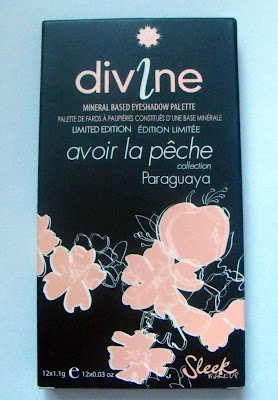 divine
MINERAL BASED EYESHADOW PALETTE
PALETTE DE FARDS À PAUPIÈRES CONSTITUÉS D'UNE BASE MINÉRALE
LIMITED EDITION ÉDITION LIMITÉE
avoir la pêche
collection
Paraguaya
12x1.1g e 12x0.03 oz
Sleek
MAKEUP